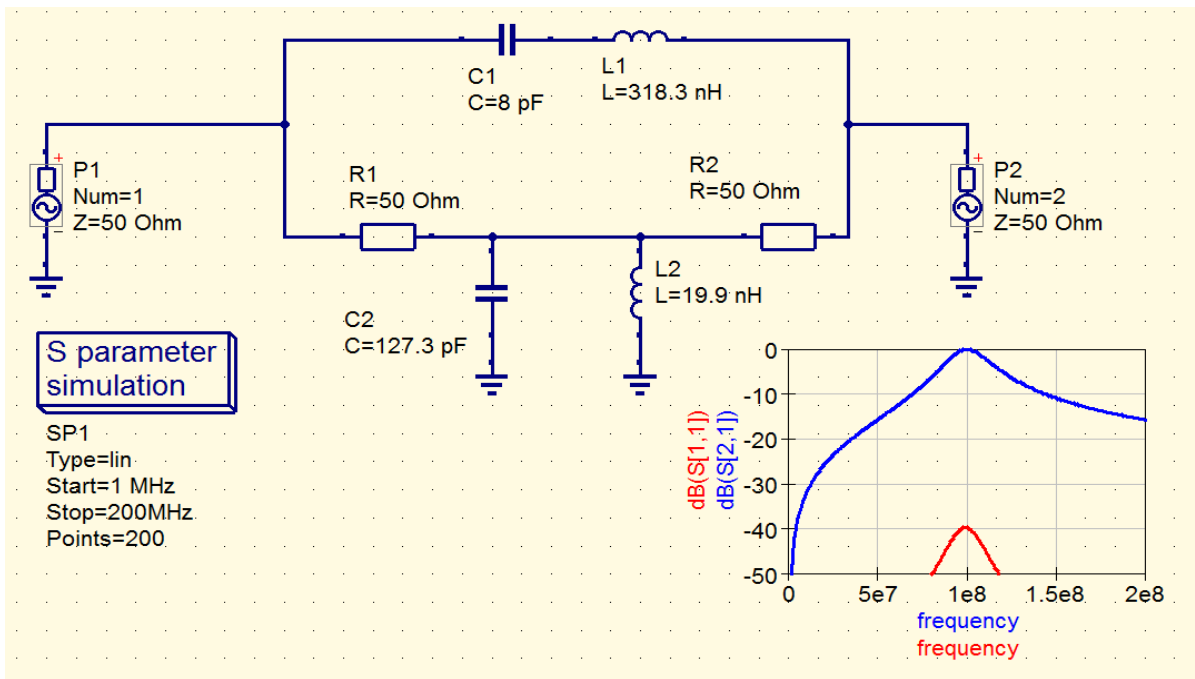 C1
C=8 pF
L1
L=318.3 nH
P1
Num=1
Z=50 Ohm
R1
R=50 Ohm
R2
R=50 Ohm
P2
Num=2
Z=50 Ohm
C2
C=127.3 pF
L2
L=19.9 nH
S parameter
simulation
SP1
Type=lin
Start=1 MHz
Stop=200MHz
Points=200
dB(S[1,1])
dB(S[2,1])
0
-10
-20
-30
-40
-50
0
5e7
1e8
1.5e8
2e8
frequency
frequency